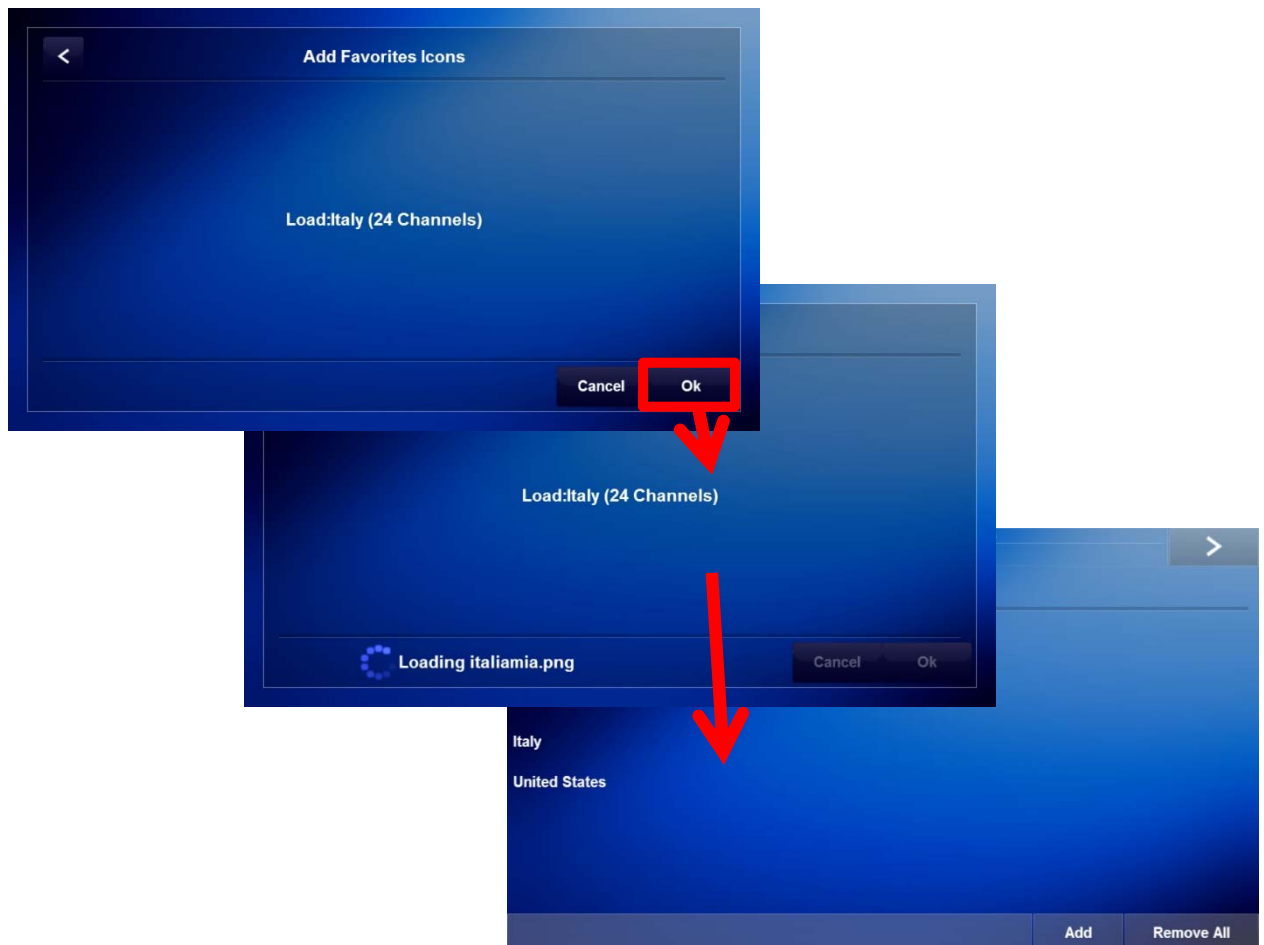 Add Favorites Icons
Load:Italy (24 Channels)
Cancel Ok
Load:Italy (24 Channels)
Loading italiamia.png
Cancel Ok
Italy
United States
Add Remove All